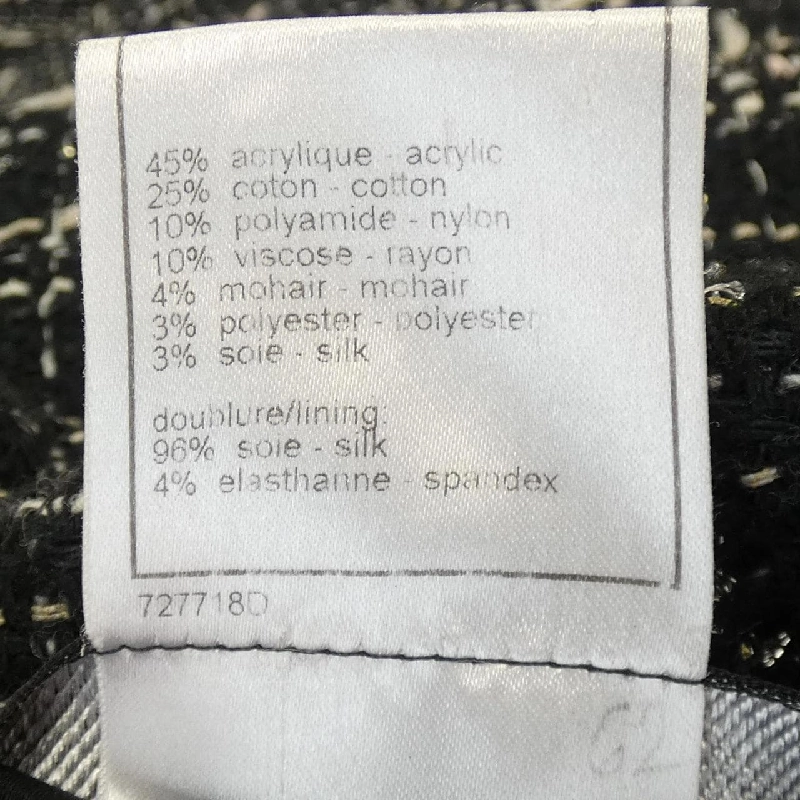 45% acrylique - acrylic
25% coton - cotton
10% polyamide - nylon
10% viscose - rayon
4% mohair - mohair
3% polyester - polyester
3% soie - silk
doublure/lining:
96% soie - silk
4% elasthanne - spandex
727718D
G2